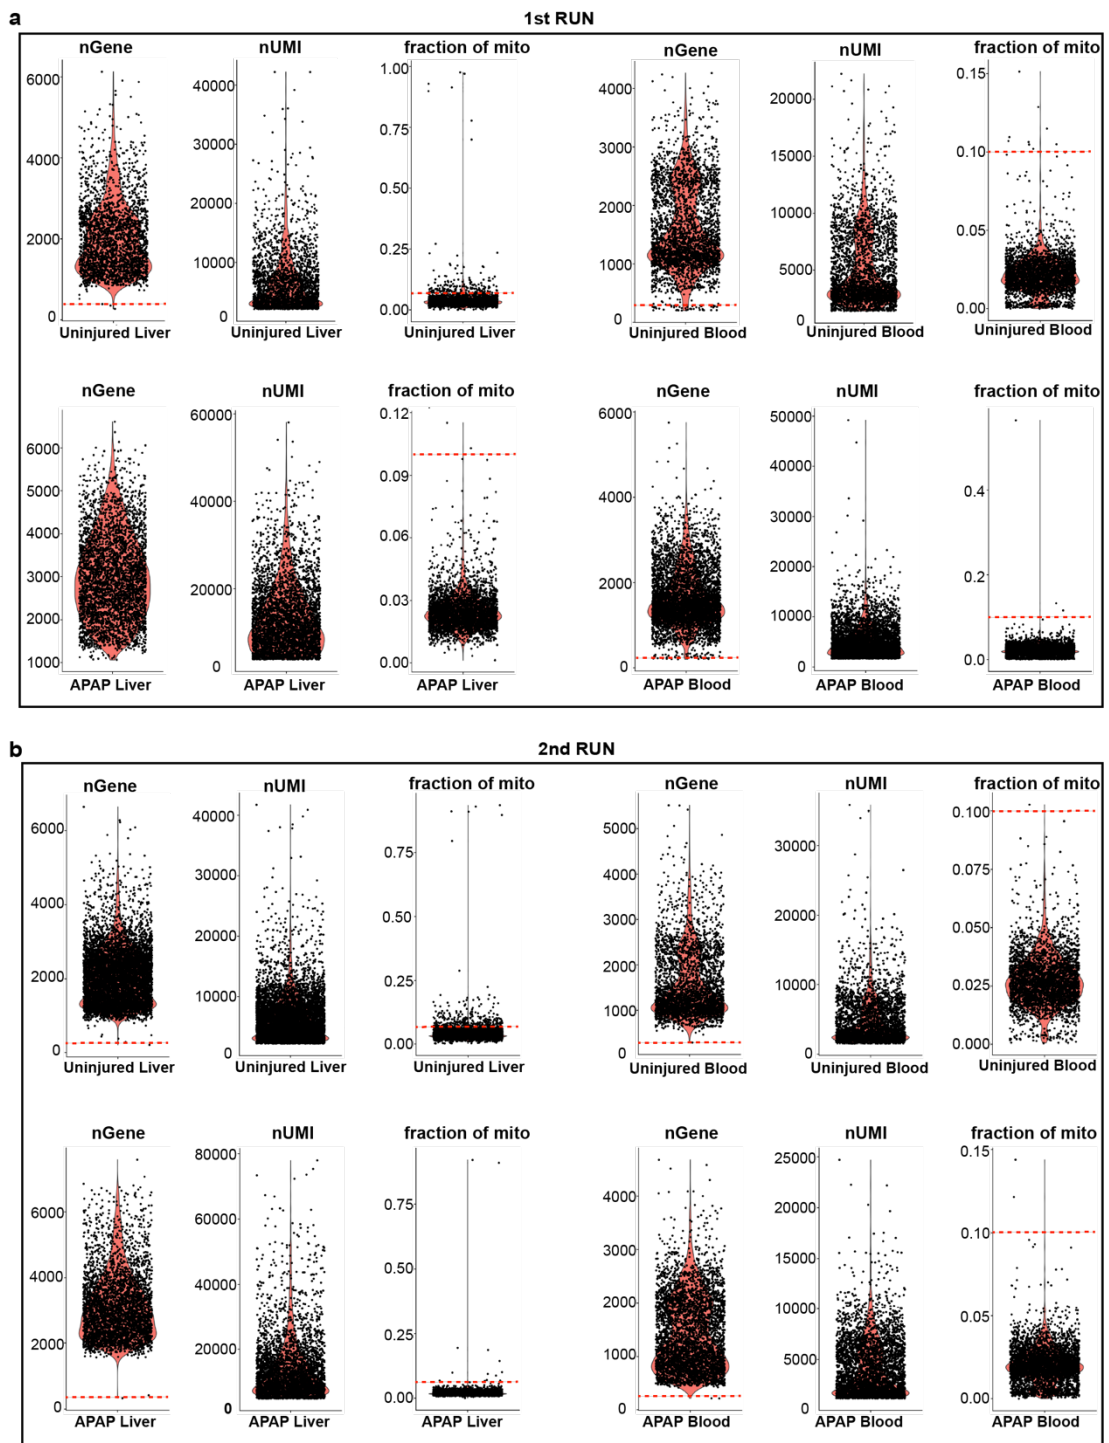 a
1st RUN
nGene
nUMI
fraction of mito
nGene
nUMI
fraction of mito
6000
4000
2000
0
40000
30000
20000
10000
0
1.00
0.75
0.50
0.25
0.00
4000
3000
2000
1000
0
20000
15000
10000
5000
0
0.15
0.10
0.05
0.00
Uninjured Liver
Uninjured Liver
Uninjured Liver
Uninjured Blood
Uninjured Blood
Uninjured Blood
nGene
nUMI
fraction of mito
nGene
nUMI
fraction of mito
6000
5000
4000
3000
2000
1000
60000
40000
20000
0
0.12
0.09
0.06
0.03
0.00
6000
4000
2000
0
50000
40000
30000
20000
10000
0
0.4
0.2
0.0
APAP Liver
APAP Liver
APAP Liver
APAP Blood
APAP Blood
APAP Blood
b
2nd RUN
nGene
nUMI
fraction of mito
nGene
nUMI
fraction of mito
6000
4000
2000
0
40000
30000
20000
10000
0
0.75
0.50
0.25
0.00
5000
4000
3000
2000
1000
0
30000
20000
10000
0
0.100
0.075
0.050
0.025
0.000
Uninjured Liver
Uninjured Liver
Uninjured Liver
Uninjured Blood
Uninjured Blood
Uninjured Blood
nGene
nUMI
fraction of mito
nGene
nUMI
fraction of mito
6000
4000
2000
0
80000
60000
40000
20000
0
0.75
0.50
0.25
0.00
4000
3000
2000
1000
0
25000
20000
15000
10000
5000
0
0.15
0.10
0.05
0.00
APAP Liver
APAP Liver
APAP Liver
APAP Blood
APAP Blood
APAP Blood